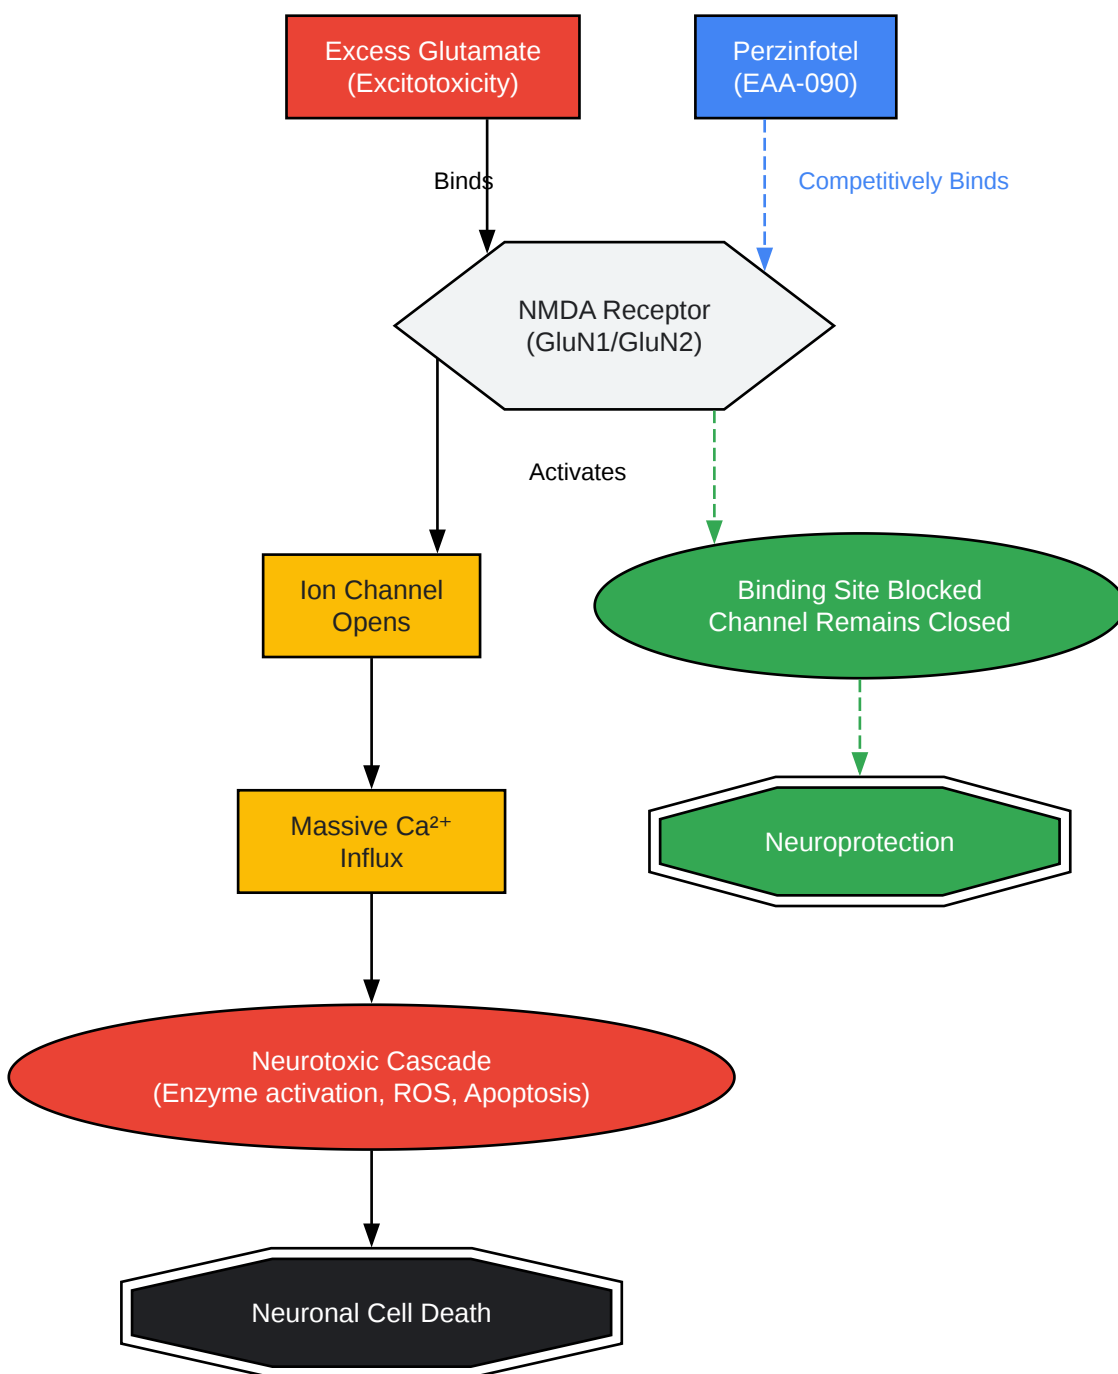 Excess Glutamate
(Excitotoxicity)
Perzinfotel
(EAA-090)
Binds
Competitively Binds
NMDA Receptor
(GluN1/GluN2)
Activates
Ion Channel
Opens
Binding Site Blocked
Channel Remains Closed
Massive Ca²⁺
Influx
Neuroprotection
Neurotoxic Cascade
(Enzyme activation, ROS, Apoptosis)
Neuronal Cell Death